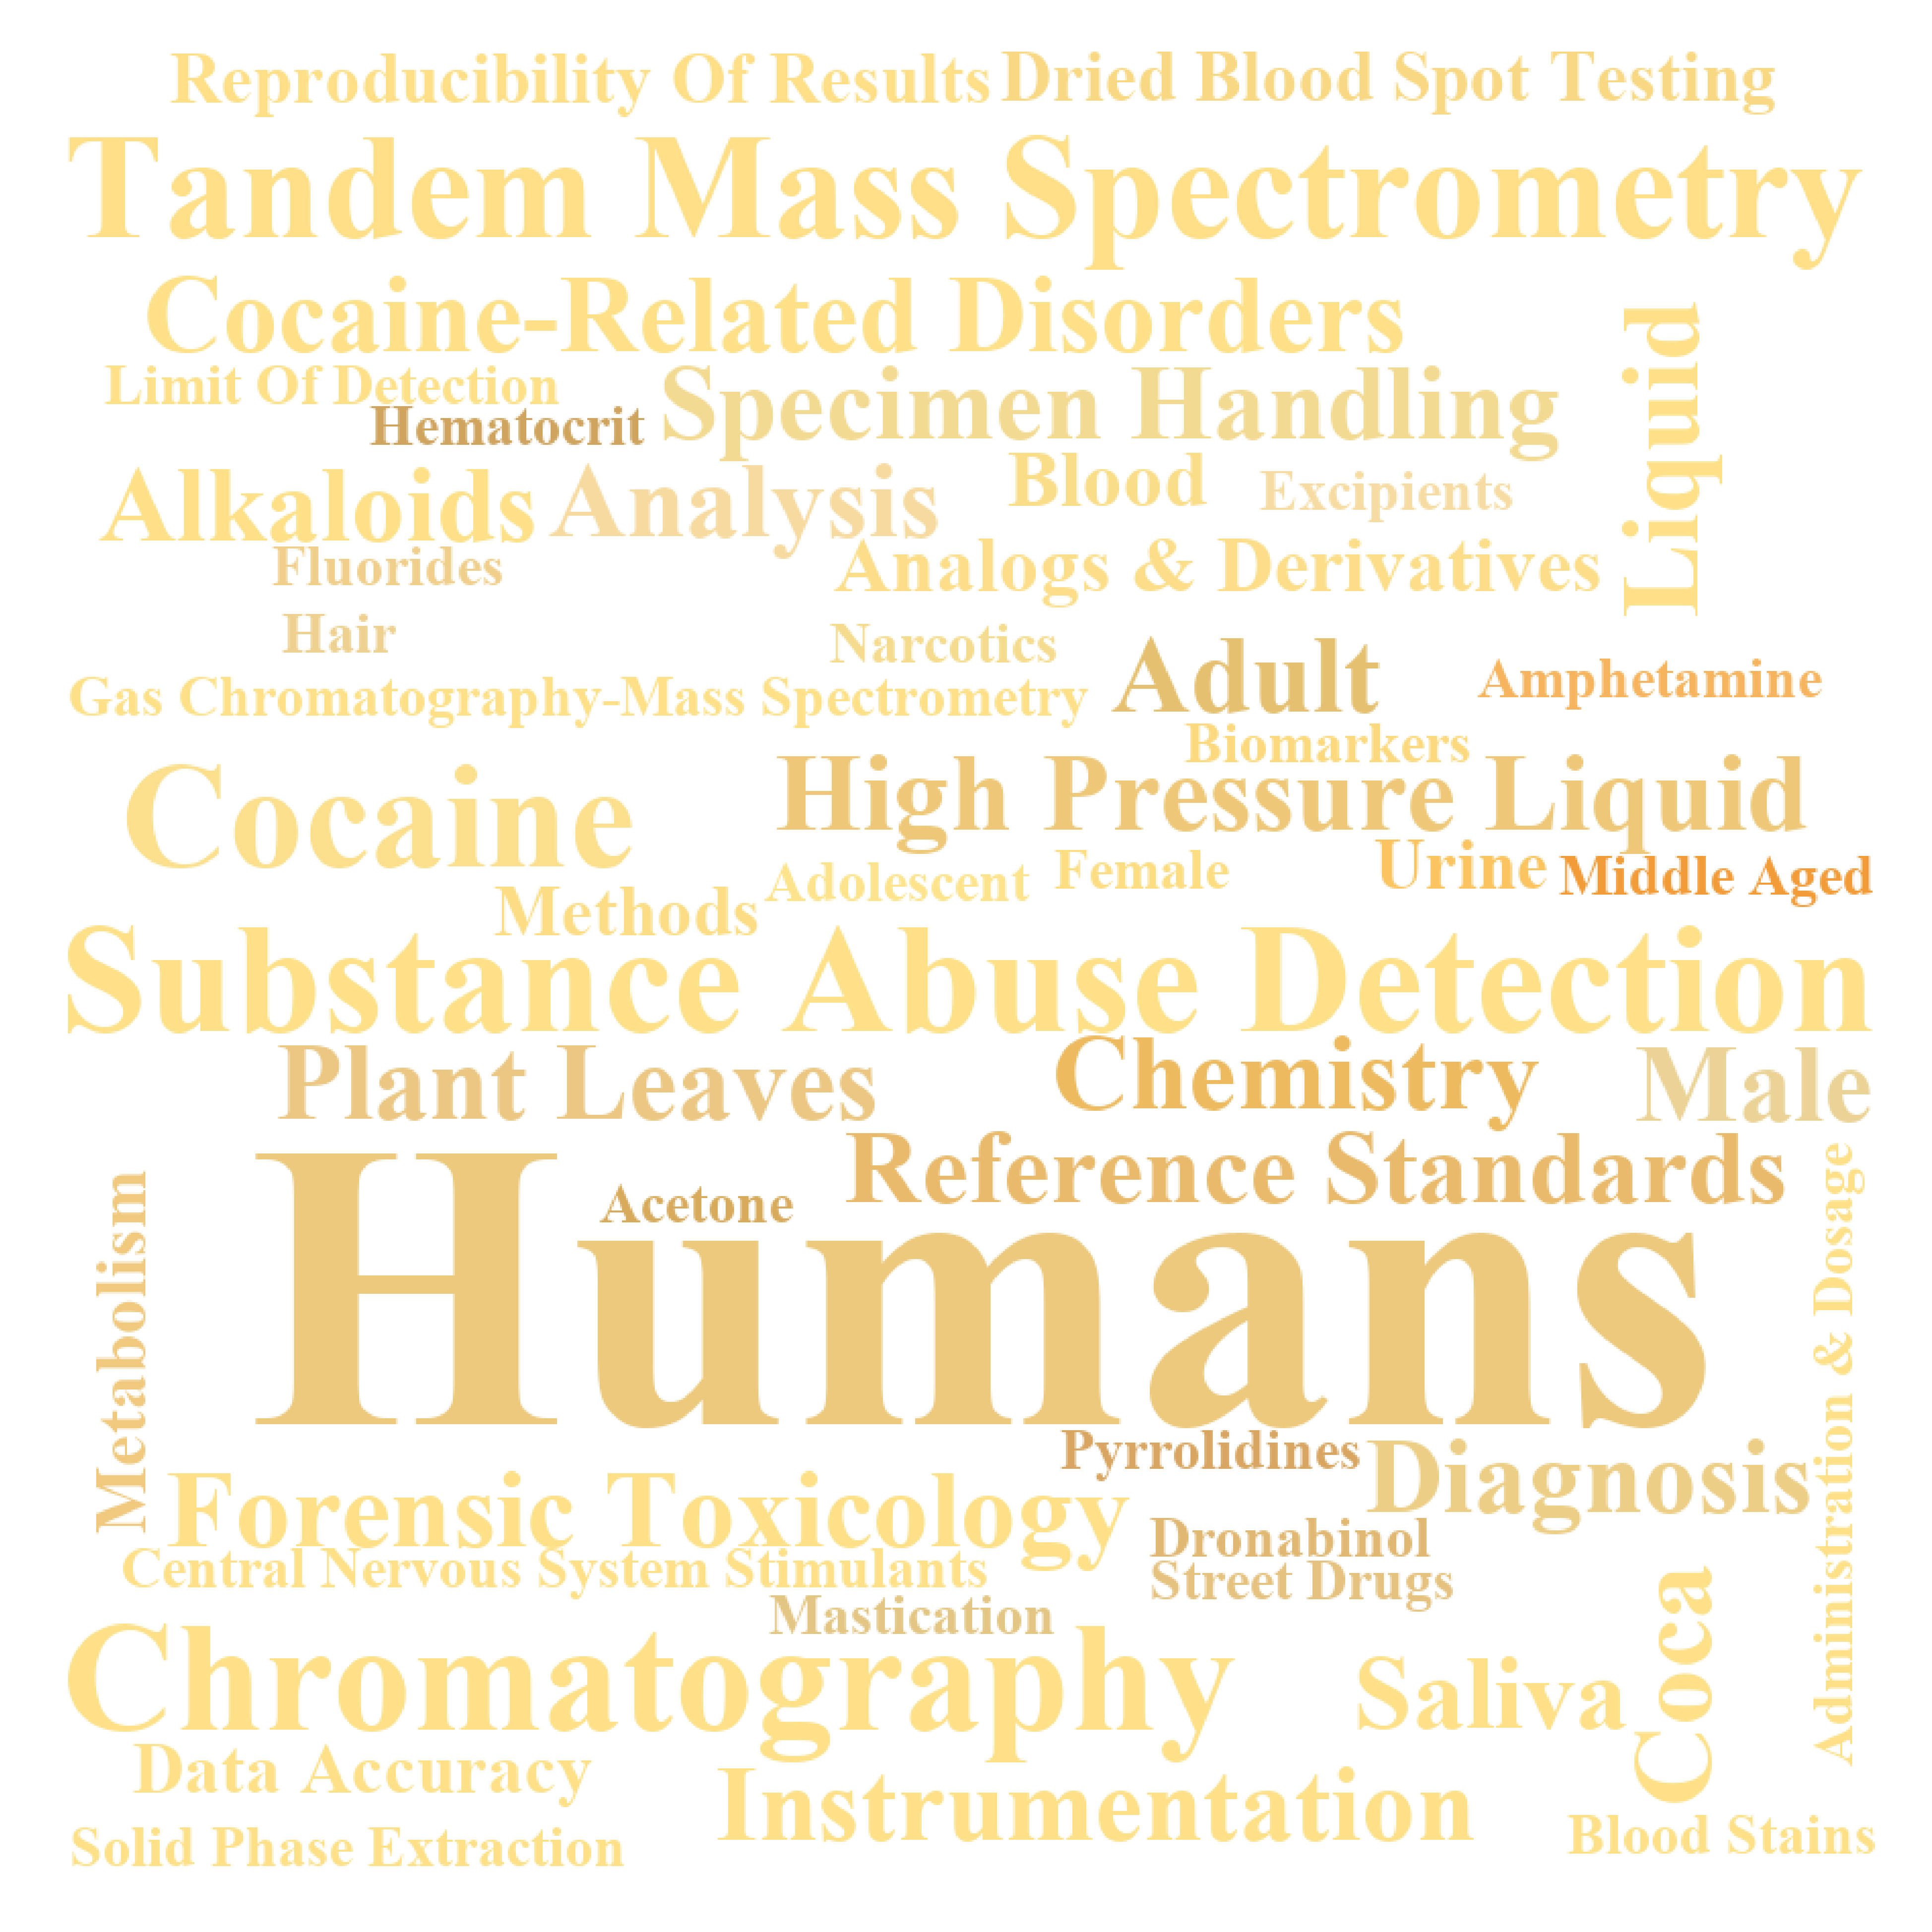 Reproducibility Of Results
Dried Blood Spot Testing
Tandem Mass Spectrometry
Cocaine-Related Disorders
Liquid
Limit Of Detection
Specimen Handling
Hematocrit
Alkaloids
Analysis
Blood
Excipients
Fluorides
Analogs & Derivatives
Hair
Narcotics
Adult
Amphetamine
Gas Chromatography-Mass Spectrometry
Biomarkers
Cocaine
High Pressure Liquid
Adolescent
Female
Urine
Middle Aged
Methods
Substance Abuse Detection
Plant Leaves
Chemistry
Male
Reference Standards
Acetone
Humans
Metabolism
Administration & Dosage
Pyrrolidines
Diagnosis
Forensic Toxicology
Dronabinol
Central Nervous System Stimulants
Street Drugs
Mastication
Coca
Chromatography
Saliva
Data Accuracy
Instrumentation
Solid Phase Extraction
Blood Stains